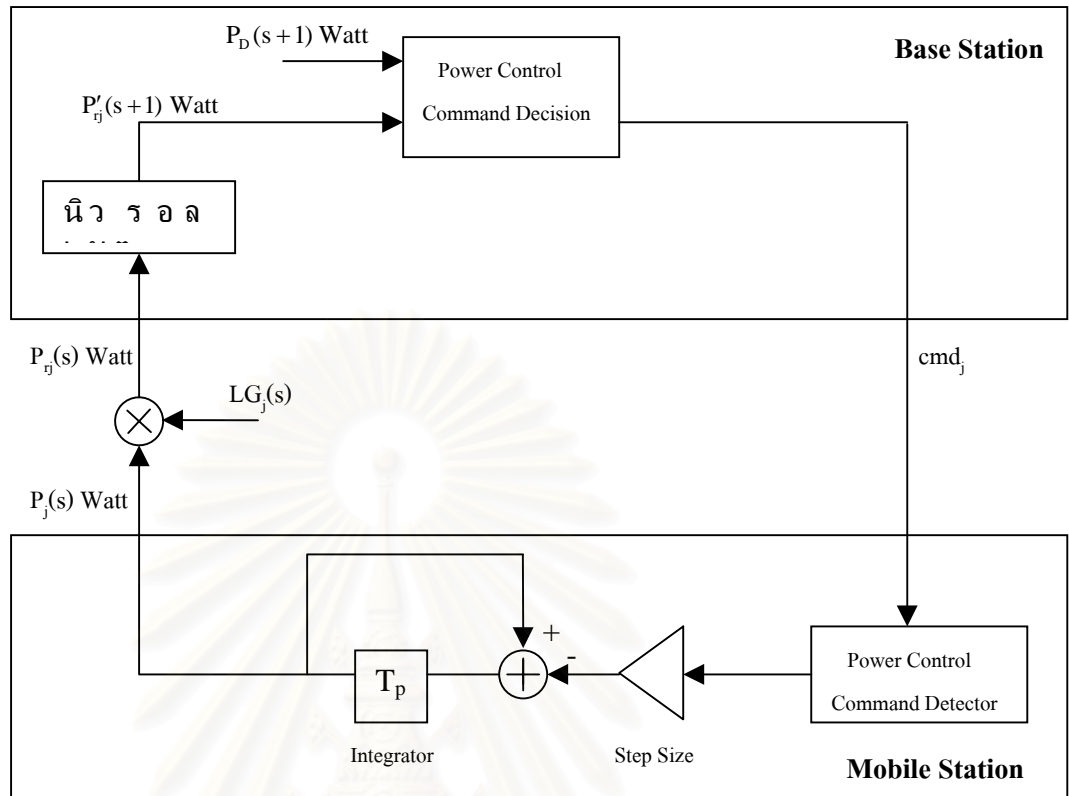 P_D(s+1) Watt
Base Station
Power Control
Command Decision
P'_rj(s+1) Watt
นิวรอล
P_rj(s) Watt
cmd_j
LG_j(s)
P_j(s) Watt
+
-
T_p
Power Control
Command Detector
Integrator
Step Size
Mobile Station